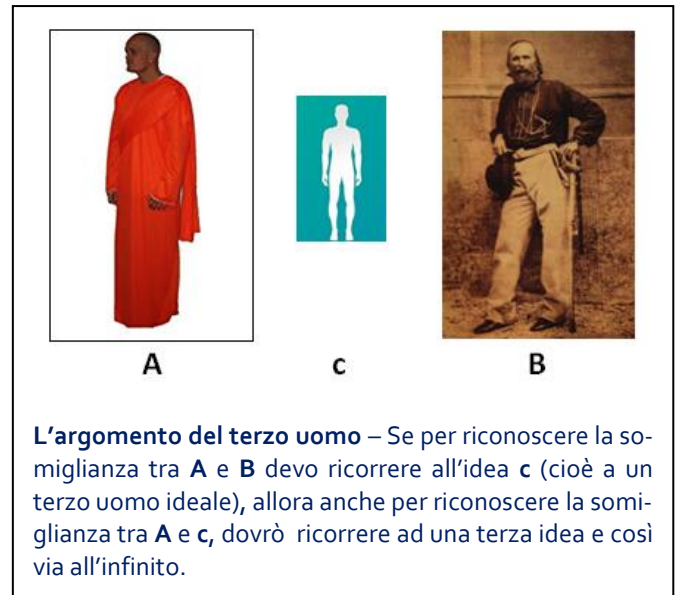 A c B
L’argomento del terzo uomo – Se per riconoscere la so-
miglianza tra A e B devo ricorrere all’idea c (cioè a un
terzo uomo ideale), allora anche per riconoscere la somi-
glianza tra A e c, dovrò ricorrere ad una terza idea e così
via all’infinito.